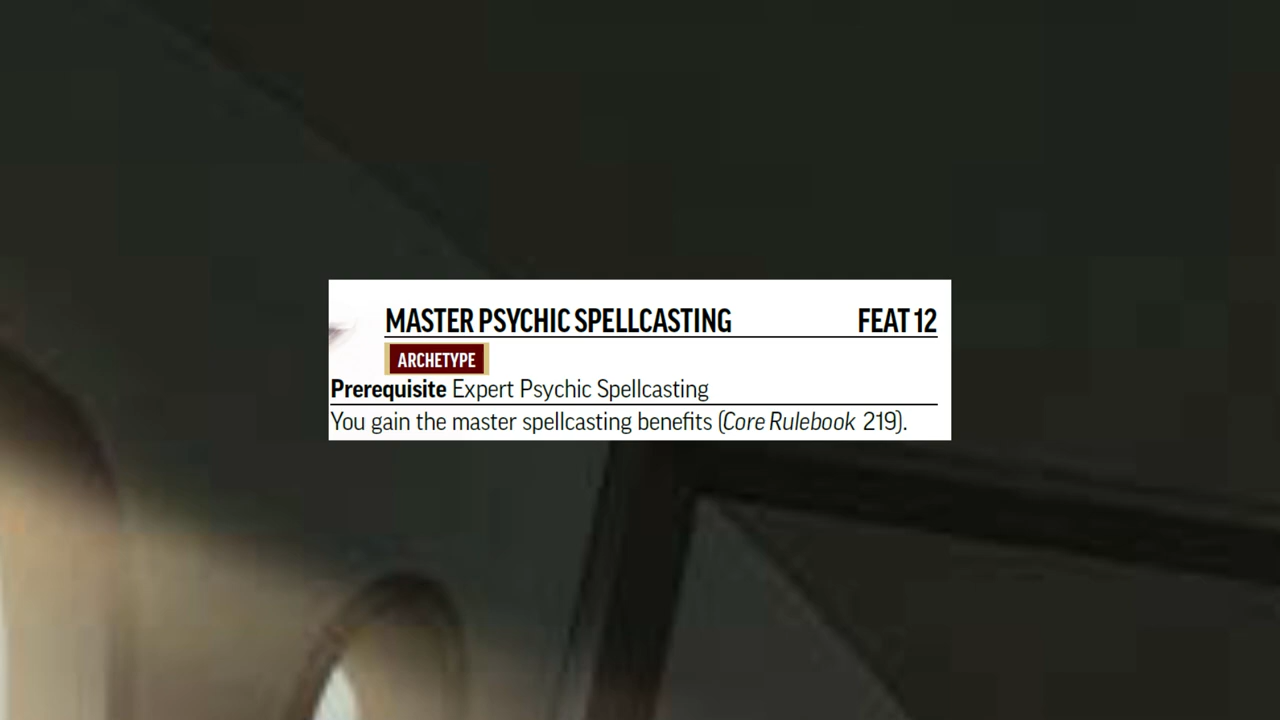 MASTER PSYCHIC SPELLCASTING FEAT 12
ARCHETYPE
Prerequisite Expert Psychic Spellcasting
You gain the master spellcasting benefits (Core Rulebook 219).